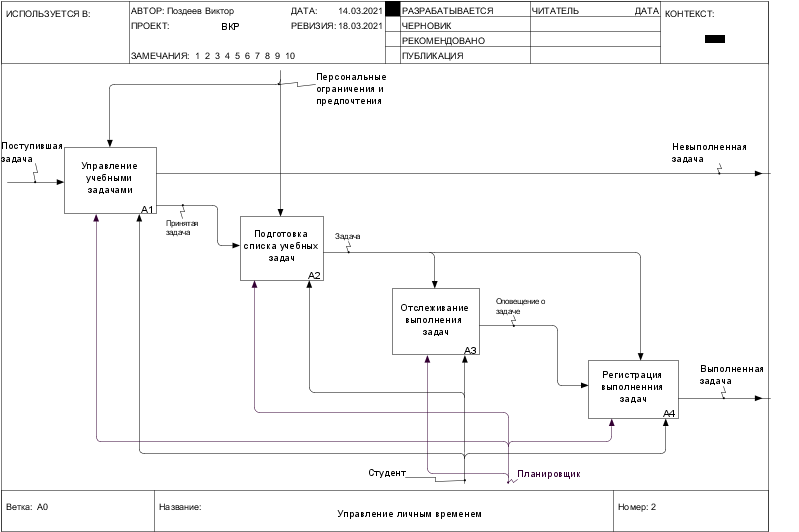 ИСПОЛЬЗУЕТСЯ В:
АВТОР: Поздеев Виктор
ДАТА: 14.03.2021
РАЗРАБАТЫВАЕТСЯ
ЧИТАТЕЛЬ
ДАТА
КОНТЕКСТ:
ПРОЕКТ: ВКР
РЕВИЗИЯ: 18.03.2021
ЧЕРНОВИК
РЕКОМЕНДОВАНО
ЗАМЕЧАНИЯ: 1 2 3 4 5 6 7 8 9 10
ПУБЛИКАЦИЯ
Персональные
ограничения и
предпочтения
Поступившая
задача
Управление
учебными
задачами
A1
Невыполненная
задача
Принятая
задача
Подготовка
списка учебных
задач
A2
Задача
Отслеживание
выполнения
задач
A3
Оповещение о
задаче
Регистрация
выполненния
задач
A4
Выполненная
задача
Студент
Планировщик
Ветка: A0
Название:
Управление личным временем
Номер: 2